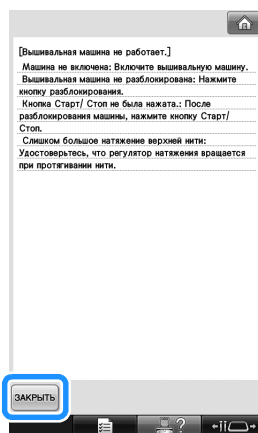 [Вышивальная машина не работает.]
Машина не включена: Включите вышивальную машину.
Вышивальная машина не разблокирована: Нажмите
кнопку разблокирования.
Кнопка Старт/ Стоп не была нажата.: После
разблокирования машины, нажмите кнопку Старт/
Стоп.
Слишком большое натяжение верхней нити:
Удостоверьтесь, что регулятор натяжения вращается
при протягивании нити.
ЗАКРЫТЬ
?